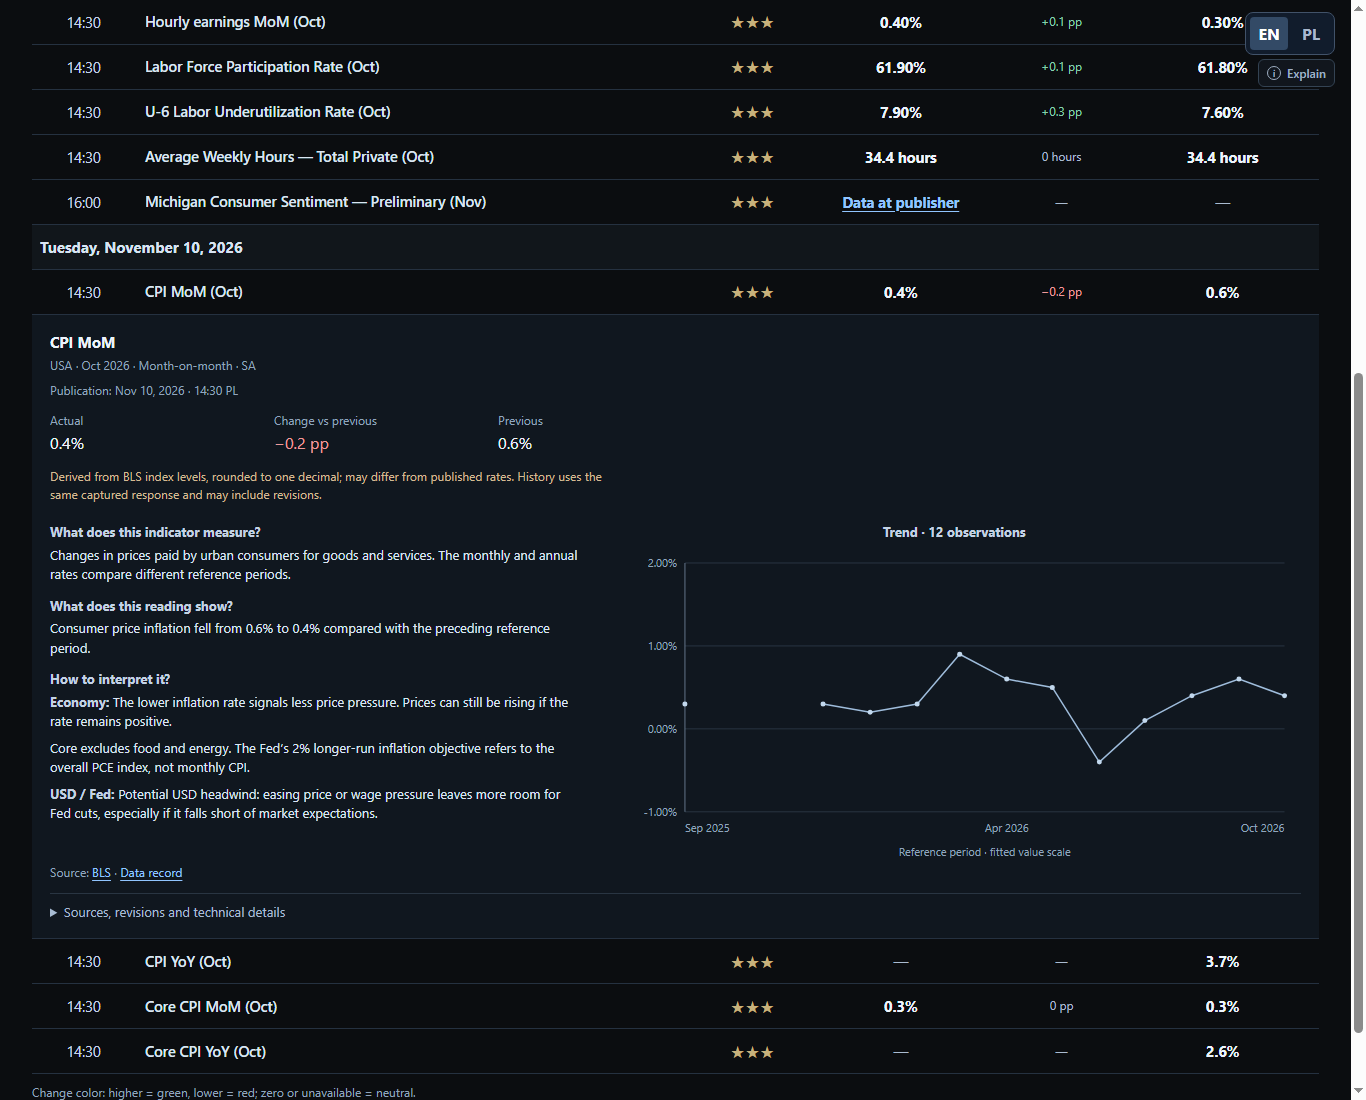 14:30 Hourly earnings MoM (Oct) ★★★ 0.40% +0.1 pp 0.30%
EN PL
Explain
14:30 Labor Force Participation Rate (Oct) ★★★ 61.90% +0.1 pp 61.80%
14:30 U-6 Labor Underutilization Rate (Oct) ★★★ 7.90% +0.3 pp 7.60%
14:30 Average Weekly Hours — Total Private (Oct) ★★★ 34.4 hours 0 hours 34.4 hours
16:00 Michigan Consumer Sentiment — Preliminary (Nov) ★★★ Data at publisher — —
Tuesday, November 10, 2026
14:30 CPI MoM (Oct) ★★★ 0.4% −0.2 pp 0.6%
CPI MoM
USA · Oct 2026 · Month-on-month · SA
Publication: Nov 10, 2026 · 14:30 PL
Actual Change vs previous Previous
0.4% −0.2 pp 0.6%
Derived from BLS index levels, rounded to one decimal; may differ from published rates. History uses the
same captured response and may include revisions.
What does this indicator measure?
Changes in prices paid by urban consumers for goods and services. The monthly and annual
rates compare different reference periods.
What does this reading show?
Consumer price inflation fell from 0.6% to 0.4% compared with the preceding reference
period.
How to interpret it?
Economy: The lower inflation rate signals less price pressure. Prices can still be rising if the
rate remains positive.
Core excludes food and energy. The Fed's 2% longer-run inflation objective refers to the
overall PCE index, not monthly CPI.
USD / Fed: Potential USD headwind: easing price or wage pressure leaves more room for
Fed cuts, especially if it falls short of market expectations.
Trend · 12 observations
2.00%
1.00%
0.00%
-1.00%
Sep 2025 Apr 2026 Oct 2026
Reference period · fitted value scale
Source: BLS · Data record
▶ Sources, revisions and technical details
14:30 CPI YoY (Oct) ★★★ — — 3.7%
14:30 Core CPI MoM (Oct) ★★★ 0.3% 0 pp 0.3%
14:30 Core CPI YoY (Oct) ★★★ — — 2.6%
Change color: higher = green, lower = red; zero or unavailable = neutral.